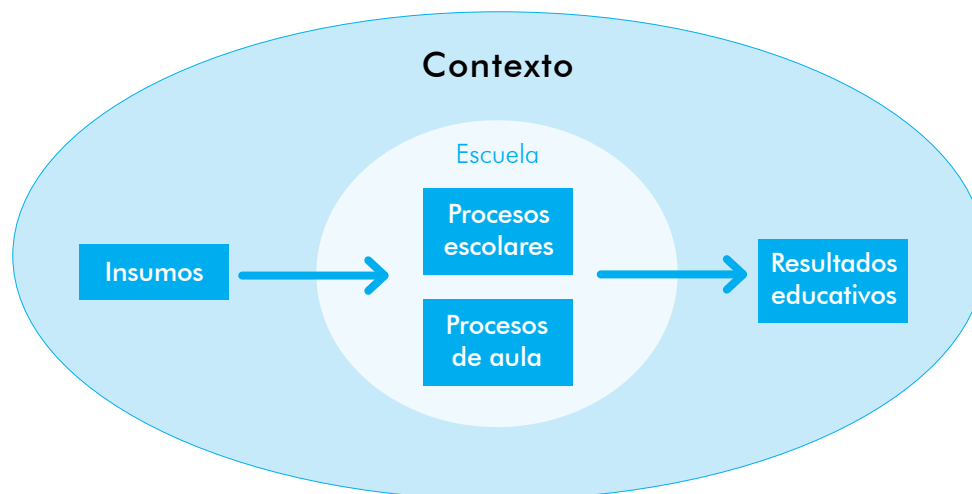 Contexto
Escuela
Procesos
escolares
Insumos
Resultados
educativos
Procesos
de aula